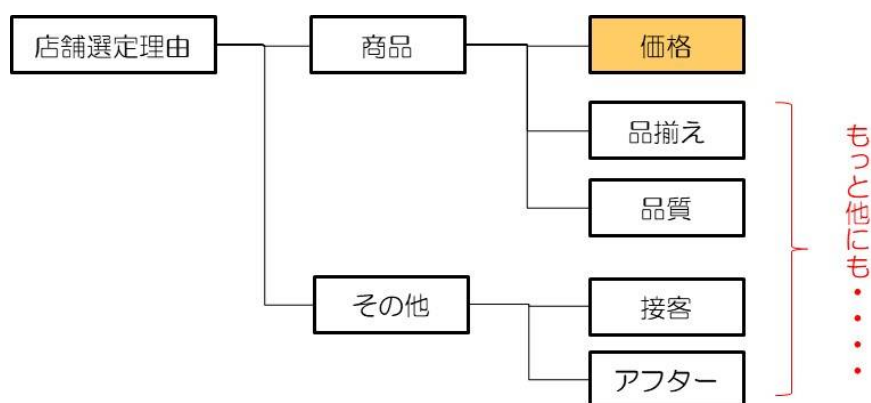 店舗選定理由
商品
価格
品揃え
品質
その他
接客
アフター
もっと他にも・・・・